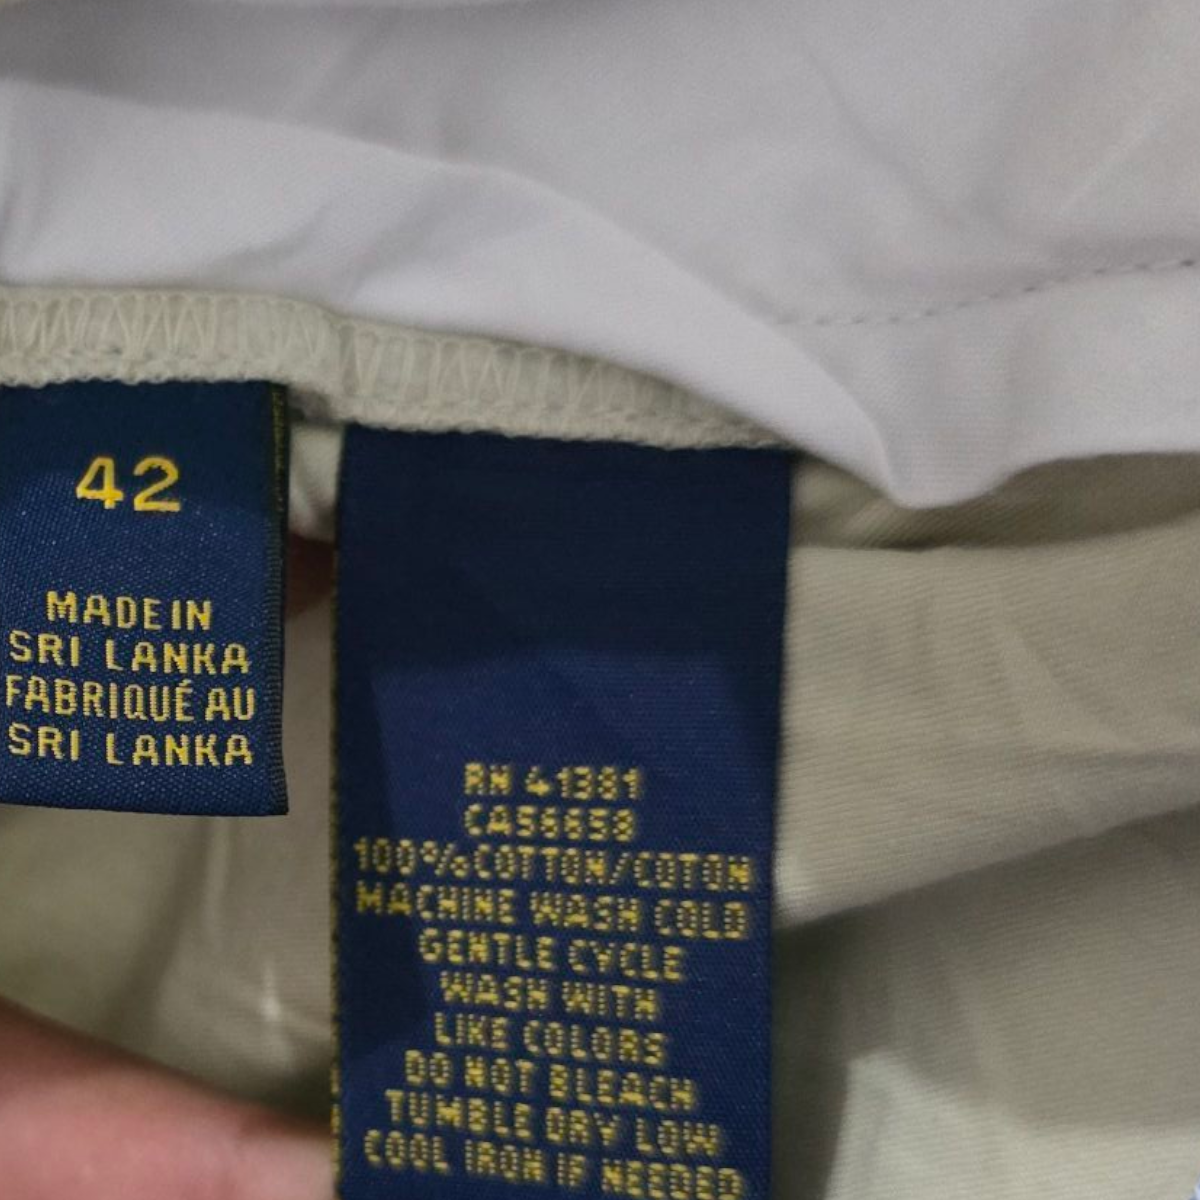 42
MADE IN
SRI LANKA
FABRIQUÉ AU
SRI LANKA
RN 41381
CA56658
100%COTTON/COTON
MACHINE WASH COLD
GENTLE CYCLE
WASH WITH
LIKE COLORS
DO NOT BLEACH
TUMBLE DRY LOW
COOL IRON IF NEEDED